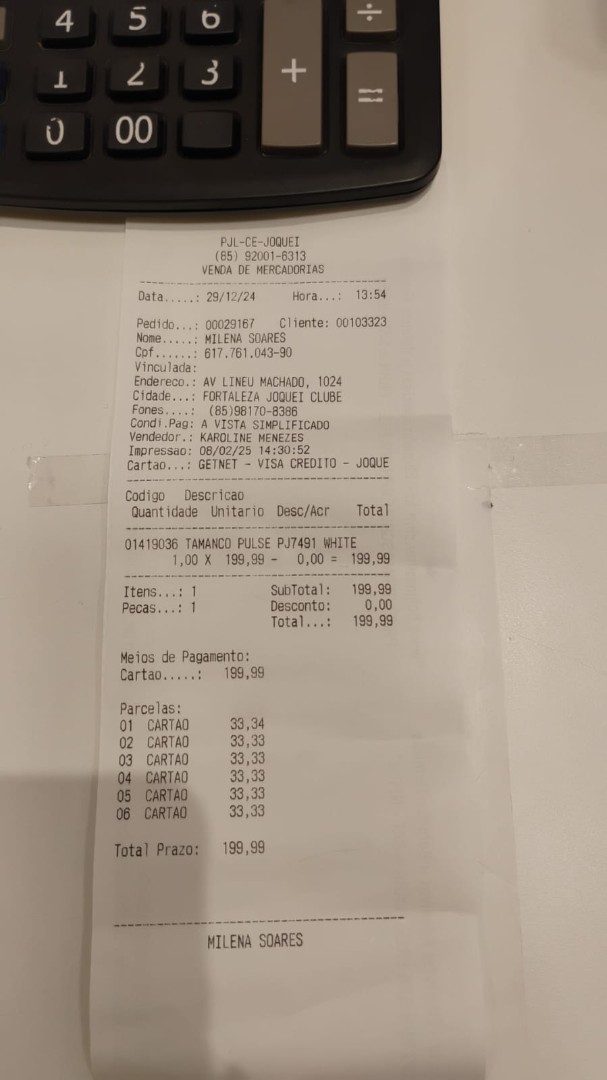 4 5 6 ÷
1 2 3 + =
0 00
PJL-CE-JOQUEI
(85) 92001-6313
VENDA DE MERCADORIAS
Data.....: 29/12/24 Hora...: 13:54
Pedido...: 00029167 Cliente: 00103323
Nome.....: MILENA SOARES
Cpf......: 617.761.043-90
Vinculada:
Endereco.: AV LINEU MACHADO, 1024
Cidade...: FORTALEZA JOQUEI CLUBE
Fones....: (85)98170-8386
Condi.Pag: A VISTA SIMPLIFICADO
Vendedor.: KAROLINE MENEZES
Impressao: 08/02/25 14:30:52
Cartao...: GETNET - VISA CREDITO - JOQUE
Codigo Descricao
Quantidade Unitario Desc/Acr Total
01419036 TAMANCO PULSE PJ7491 WHITE
1,00 X 199,99 - 0,00 = 199,99
Itens...: 1 SubTotal: 199,99
Pecas...: 1 Desconto: 0,00
Total...: 199,99
Meios de Pagamento:
Cartao.....: 199,99
Parcelas:
01 CARTAO 33,34
02 CARTAO 33,33
03 CARTAO 33,33
04 CARTAO 33,33
05 CARTAO 33,33
06 CARTAO 33,33
Total Prazo: 199,99
MILENA SOARES